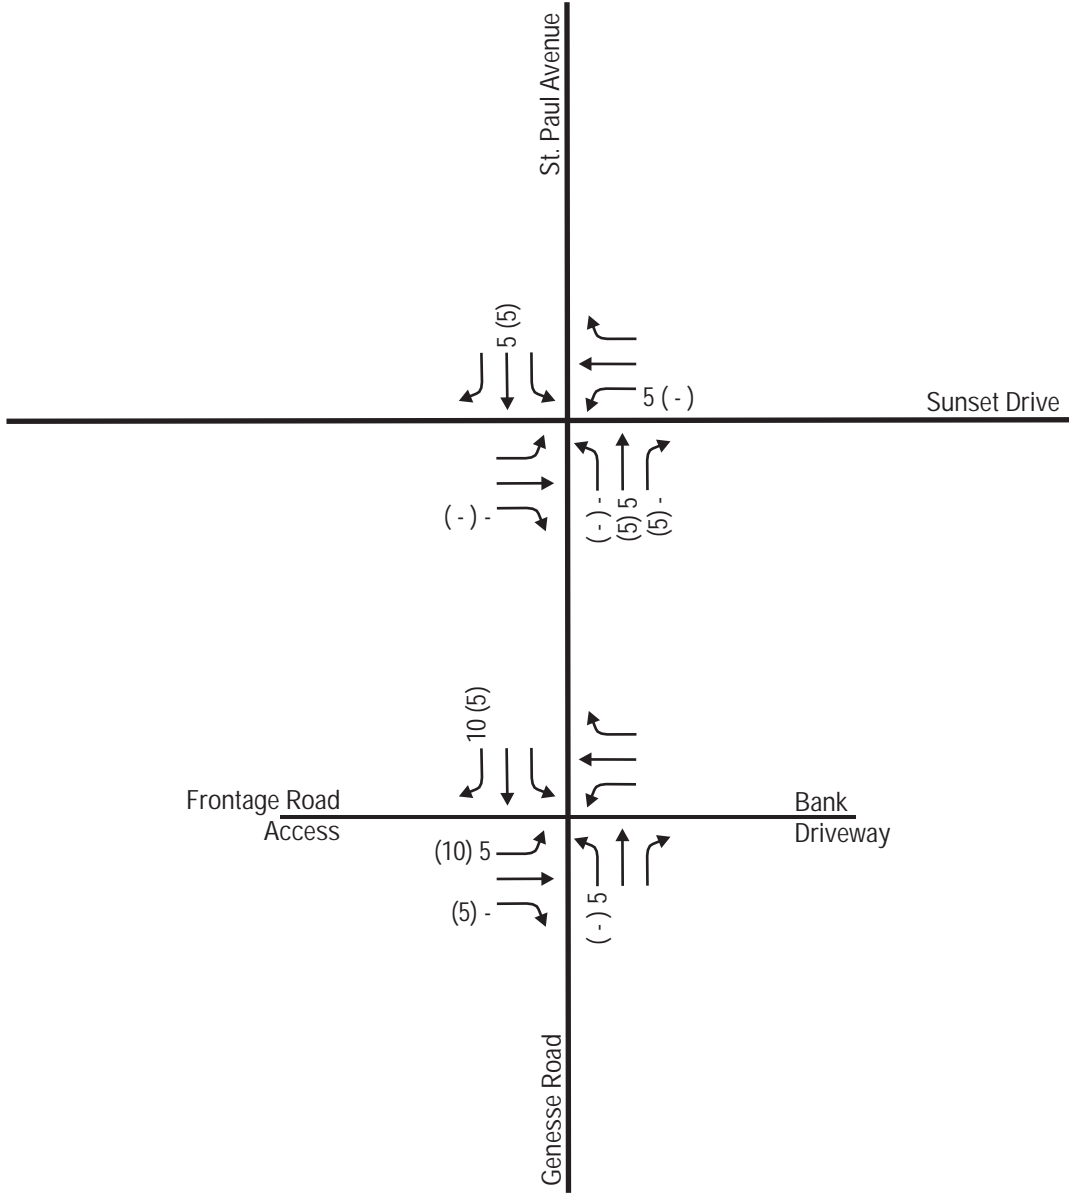 St. Paul Avenue
5 (5)
5 ( - )
Sunset Drive
( - ) -
( - ) -
(5) 5
(5) -
10 (5)
Frontage Road
Access
Bank
Driveway
(10) 5
(5) -
( - ) 5
Genesse Road